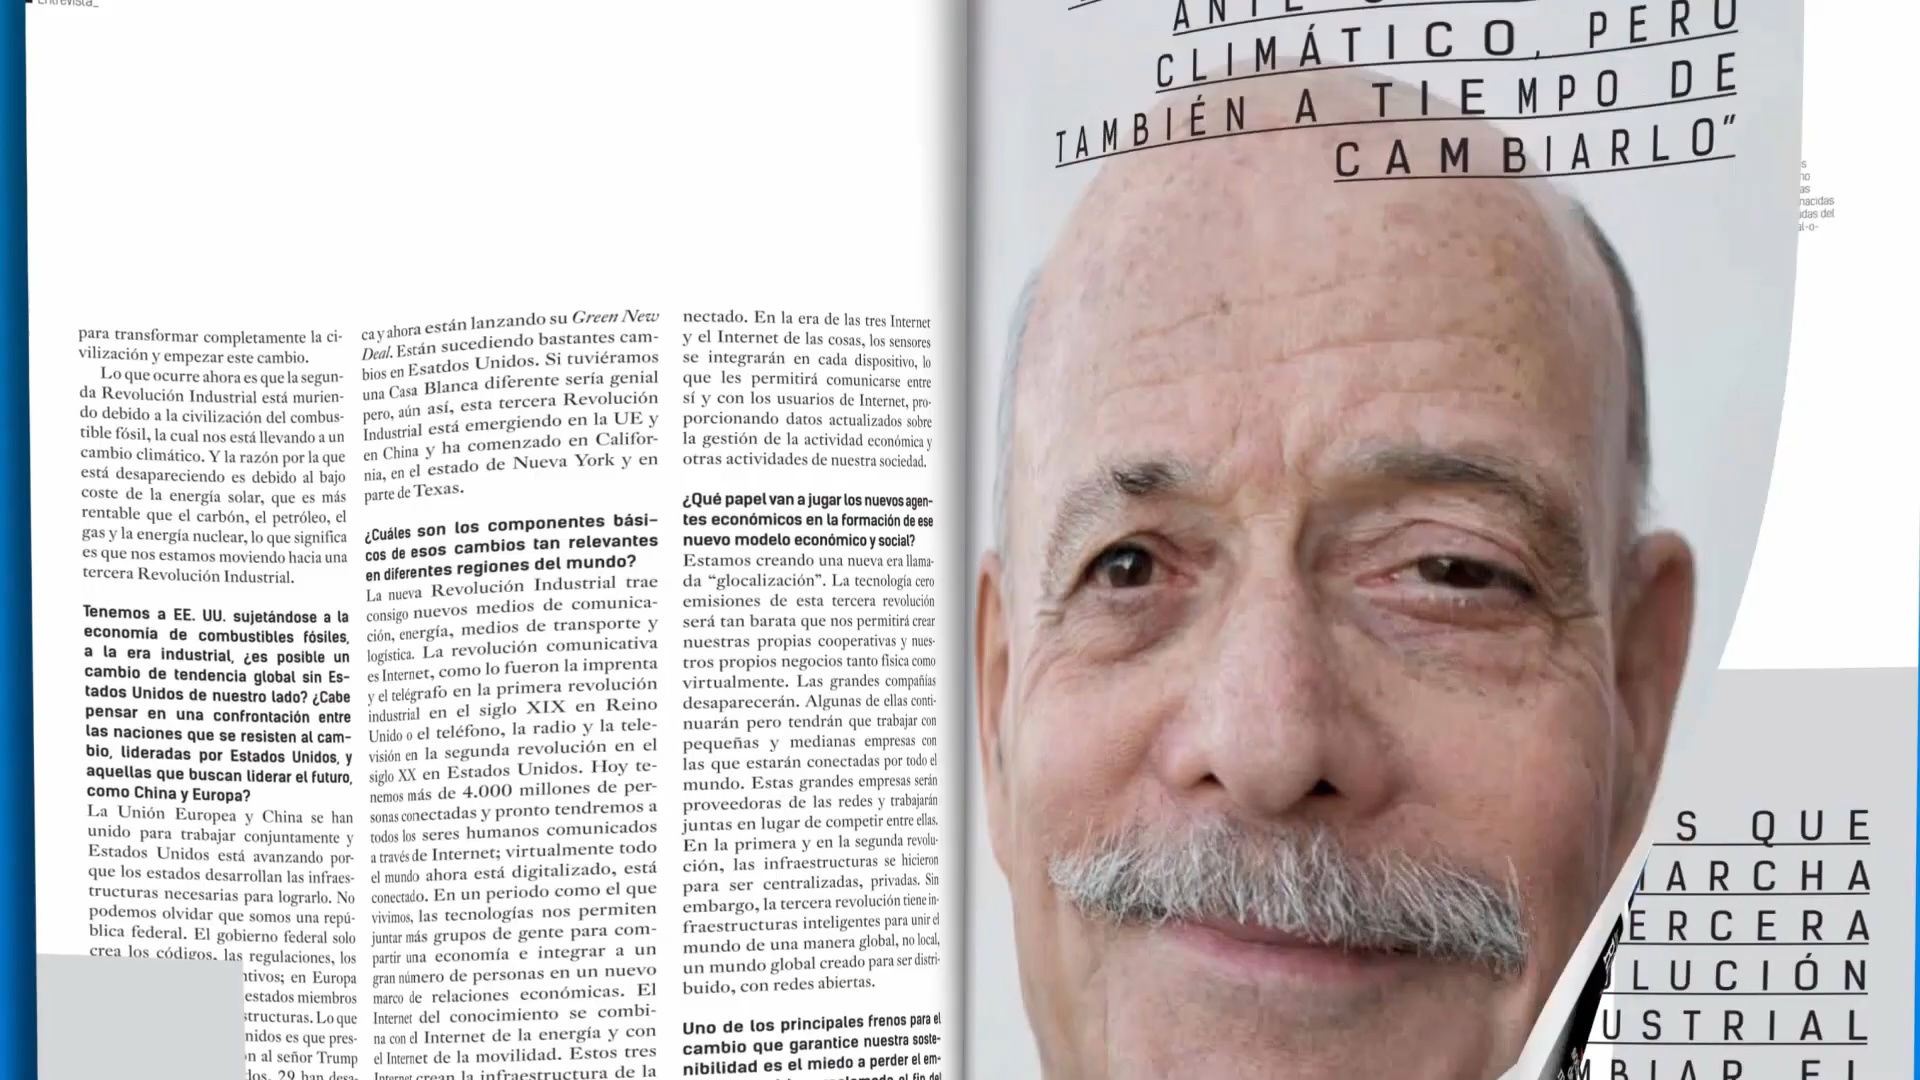 Entrevista_
para transformar completamente la ci-
vilización y empezar este cambio.
Lo que ocurre ahora es que la segun-
da Revolución Industrial está murien-
do debido a la civilización del combus-
tible fósil, la cual nos está llevando a un
cambio climático. Y la razón por la que
está desapareciendo es debido al bajo
coste de la energía solar, que es más
rentable que el carbón, el petróleo, el
gas y la energía nuclear, lo que significa
es que nos estamos moviendo hacia una
tercera Revolución Industrial.
Tenemos a EE. UU. sujetándose a la
economía de combustibles fósiles,
a la era industrial, ¿es posible un
cambio de tendencia global sin Es-
tados Unidos de nuestro lado? ¿Cabe
pensar en una confrontación entre
las naciones que se resisten al cam-
bio, lideradas por Estados Unidos, y
aquellas que buscan liderar el futuro,
como China y Europa?
La Unión Europea y China se han
unido para trabajar conjuntamente y
Estados Unidos está avanzando por-
que los estados desarrollan las infraes-
tructuras necesarias para lograrlo. No
podemos olvidar que somos una repú-
blica federal. El gobierno federal solo
crea los códigos, las regulaciones, los
ntivos; en Europa
estados miembros
structuras. Lo que
nidos es que pres-
n al señor Trump
dos, 29 han desa-
ca y ahora están lanzando su Green New
Deal. Están sucediendo bastantes cam-
bios en Esatdos Unidos. Si tuviéramos
una Casa Blanca diferente sería genial
pero, aún así, esta tercera Revolución
Industrial está emergiendo en la UE y
en China y ha comenzado en Califor-
nia, en el estado de Nueva York y en
parte de Texas.
¿Cuáles son los componentes bási-
cos de esos cambios tan relevantes
en diferentes regiones del mundo?
La nueva Revolución Industrial trae
consigo nuevos medios de comunica-
ción, energía, medios de transporte y
logística. La revolución comunicativa
es Internet, como lo fueron la imprenta
y el telégrafo en la primera revolución
industrial en el siglo XIX en Reino
Unido o el teléfono, la radio y la tele-
visión en la segunda revolución en el
siglo XX en Estados Unidos. Hoy te-
nemos más de 4.000 millones de per-
sonas conectadas y pronto tendremos a
todos los seres humanos comunicados
a través de Internet; virtualmente todo
el mundo ahora está digitalizado, está
conectado. En un periodo como el que
vivimos, las tecnologías nos permiten
juntar más grupos de gente para com-
partir una economía e integrar a un
gran número de personas en un nuevo
marco de relaciones económicas. El
Internet del conocimiento se combi-
na con el Internet de la energía y con
el Internet de la movilidad. Estos tres
Internet crean la infraestructura de la
nectado. En la era de las tres Internet
y el Internet de las cosas, los sensores
se integrarán en cada dispositivo, lo
que les permitirá comunicarse entre
sí y con los usuarios de Internet, pro-
porcionando datos actualizados sobre
la gestión de la actividad económica y
otras actividades de nuestra sociedad.
¿Qué papel van a jugar los nuevos agen-
tes económicos en la formación de ese
nuevo modelo económico y social?
Estamos creando una nueva era llama-
da “glocalización”. La tecnología cero
emisiones de esta tercera revolución
será tan barata que nos permitirá crear
nuestras propias cooperativas y nues-
tros propios negocios tanto física como
virtualmente. Las grandes compañías
desaparecerán. Algunas de ellas conti-
nuarán pero tendrán que trabajar con
pequeñas y medianas empresas con
las que estarán conectadas por todo el
mundo. Estas grandes empresas serán
proveedoras de las redes y trabajarán
juntas en lugar de competir entre ellas.
En la primera y en la segunda revolu-
ción, las infraestructuras se hicieron
para ser centralizadas, privadas. Sin
embargo, la tercera revolución tiene in-
fraestructuras inteligentes para unir el
mundo de una manera global, no local,
un mundo global creado para ser distri-
buido, con redes abiertas.
Uno de los principales frenos para el
cambio que garantice nuestra soste-
nibilidad es el miedo a perder el em-
ANTE
CLIMÁTICO, PERO
TAMBIÉN A TIEMPO DE
CAMBIARLO”
nacidas
adas del
al-o-
S QUE
MARCHA
ERCERA
OLUCIÓN
USTRIAL
MBIAR EL